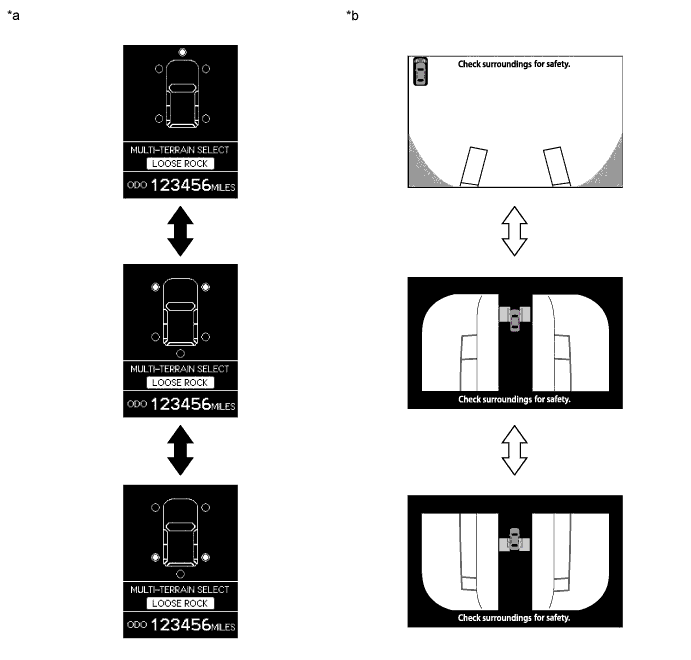 *a
*b
Check surroundings for safety.
MULTI-TERRAIN SELECT
LOOSE ROCK
ODO 123456MILES
MULTI-TERRAIN SELECT
LOOSE ROCK
ODO 123456MILES
Check surroundings for safety.
MULTI-TERRAIN SELECT
LOOSE ROCK
ODO 123456MILES
Check surroundings for safety.